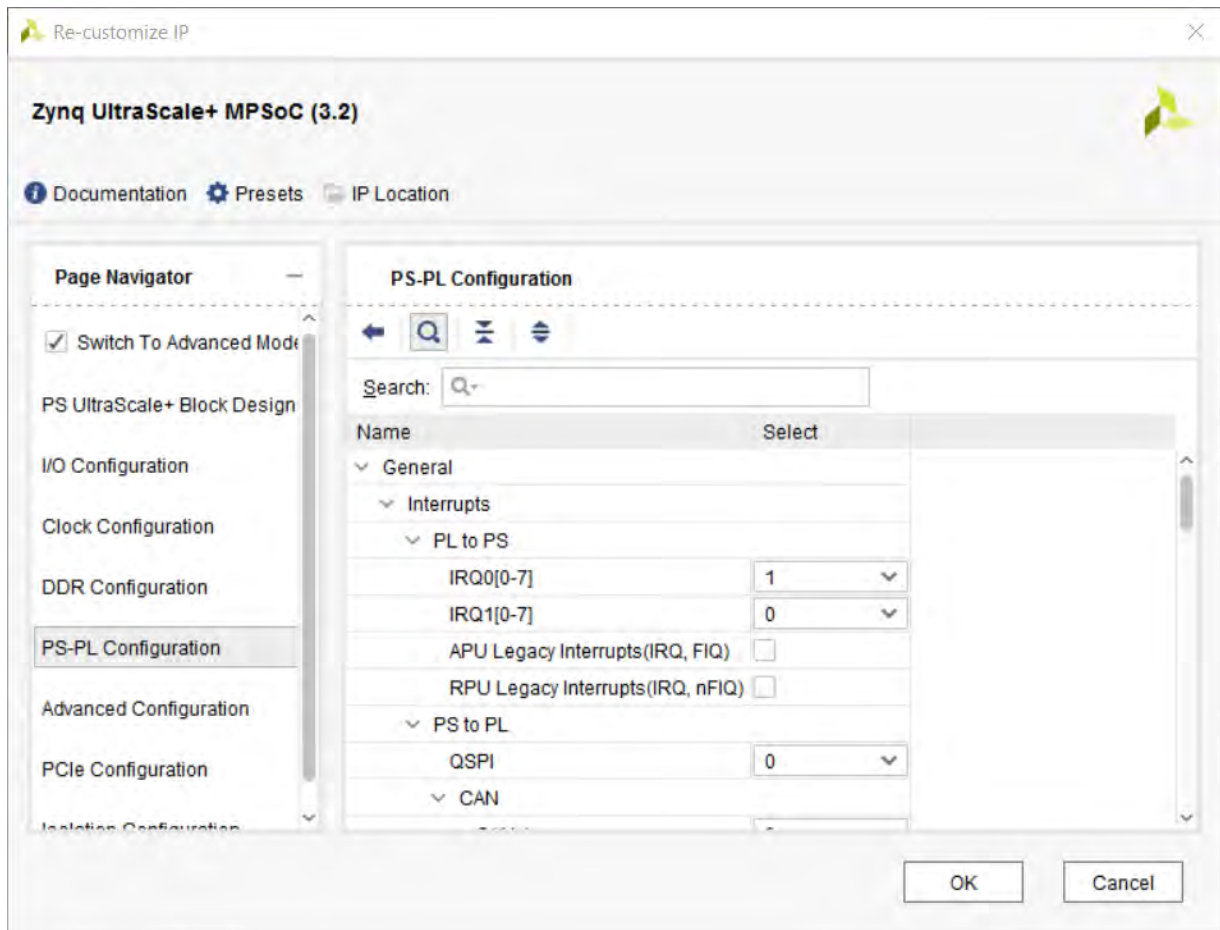 Re-customize IP
Zynq UltraScale+ MPSoC (3.2)
Documentation Presets IP Location
Page Navigator
Switch To Advanced Mode
PS UltraScale+ Block Design
I/O Configuration
Clock Configuration
DDR Configuration
PS-PL Configuration
Advanced Configuration
PCIe Configuration
Isolation Configuration
PS-PL Configuration
Search:
Name Select
General
Interrupts
PL to PS
IRQ0[0-7] 1
IRQ1[0-7] 0
APU Legacy Interrupts(IRQ, FIQ)
RPU Legacy Interrupts(IRQ, nFIQ)
PS to PL
QSPI 0
CAN
OK Cancel